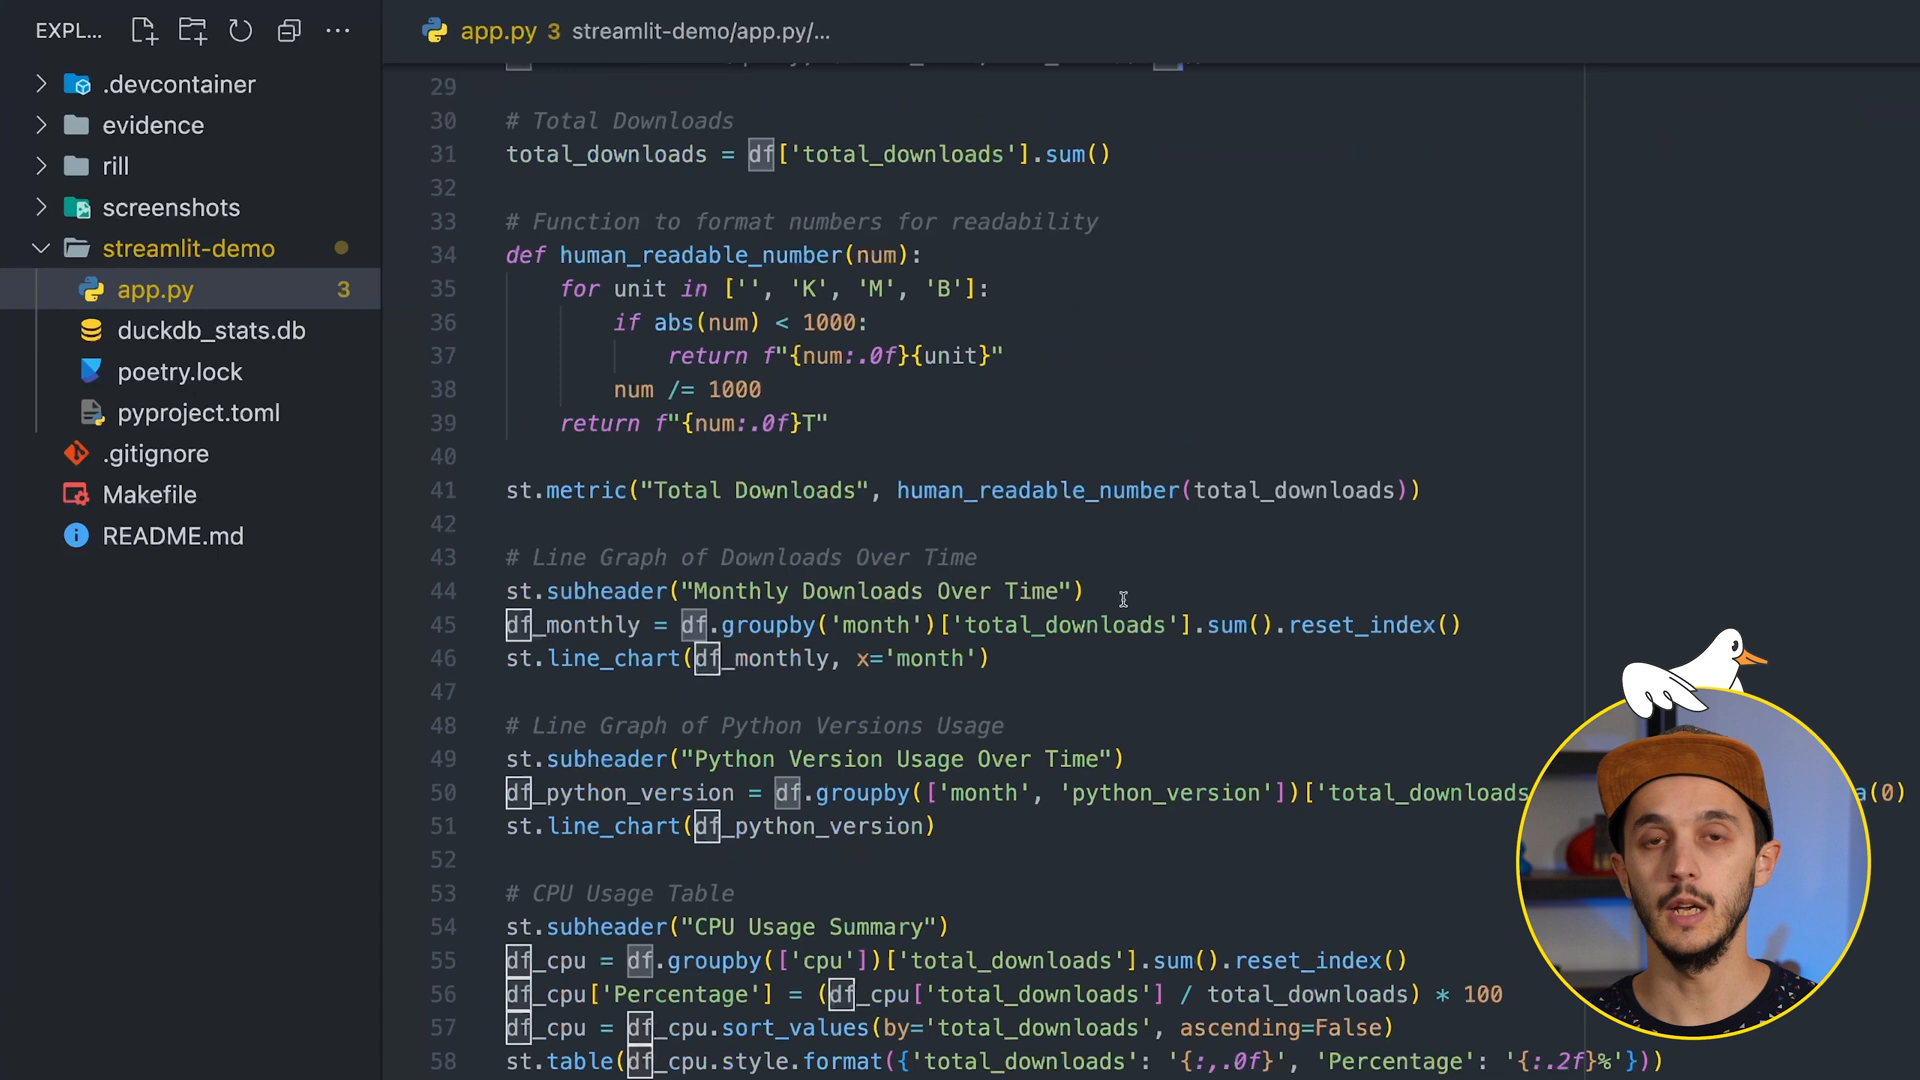 EXPL...
.devcontainer
evidence
rill
screenshots
streamlit-demo
app.py 3
duckdb_stats.db
poetry.lock
pyproject.toml
.gitignore
Makefile
README.md
app.py 3 streamlit-demo/app.py/...
29
30 # Total Downloads
31 total_downloads = df['total_downloads'].sum()
32
33 # Function to format numbers for readability
34 def human_readable_number(num):
35 for unit in ['', 'K', 'M', 'B']:
36 if abs(num) < 1000:
37 return f"{num:.0f}{unit}"
38 num /= 1000
39 return f"{num:.0f}T"
40
41 st.metric("Total Downloads", human_readable_number(total_downloads))
42
43 # Line Graph of Downloads Over Time
44 st.subheader("Monthly Downloads Over Time")
45 df_monthly = df.groupby('month')['total_downloads'].sum().reset_index()
46 st.line_chart(df_monthly, x='month')
47
48 # Line Graph of Python Versions Usage
49 st.subheader("Python Version Usage Over Time")
50 df_python_version = df.groupby(['month', 'python_version'])['total_downloads a(0)
51 st.line_chart(df_python_version)
52
53 # CPU Usage Table
54 st.subheader("CPU Usage Summary")
55 df_cpu = df.groupby(['cpu'])['total_downloads'].sum().reset_index()
56 df_cpu['Percentage'] = (df_cpu['total_downloads'] / total_downloads) * 100
57 df_cpu = df_cpu.sort_values(by='total_downloads', ascending=False)
58 st.table(df_cpu.style.format({'total_downloads': '{:,.0f}', 'Percentage': '{:.2f}%'}))